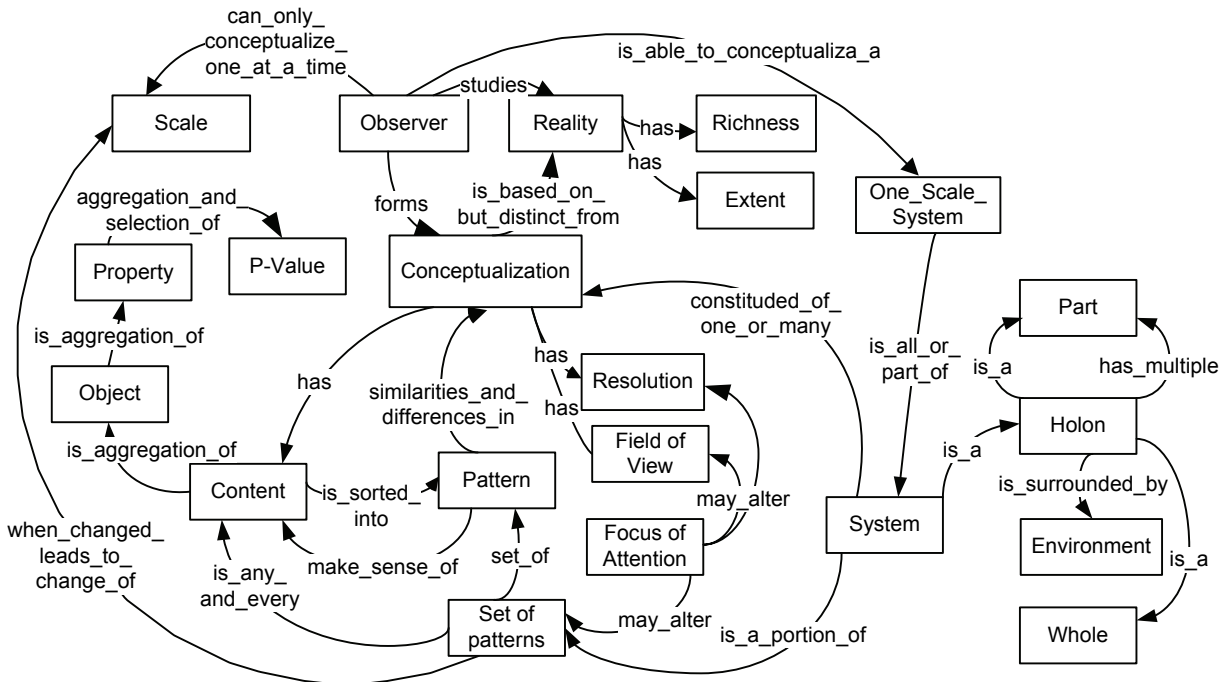 can_only_
conceptualize_
one_at_a_time
is_able_to_conceptualiza_a
studies
Scale
Observer
Reality
has
Richness
has
Extent
One_Scale_
System
aggregation_and_
selection_of
forms
is_based_on_
but_distinct_from
Property
P-Value
Conceptualization
constituded_of_
one_or_many
Part
is_aggregation_of
has
Resolution
is_all_or_
part_of
is_a
has_multiple
Object
has
similarities_and_
differences_in
has
Field of
View
Holon
is_aggregation_of
is_a
Content
is_sorted_
into
Pattern
may_alter
System
is_surrounded_by
when_changed_
leads_to_
change_of
is_any_
and_every
make_sense_of
set_of
Focus of
Attention
Environment
is_a
Set of
patterns
may_alter
is_a_portion_of
Whole